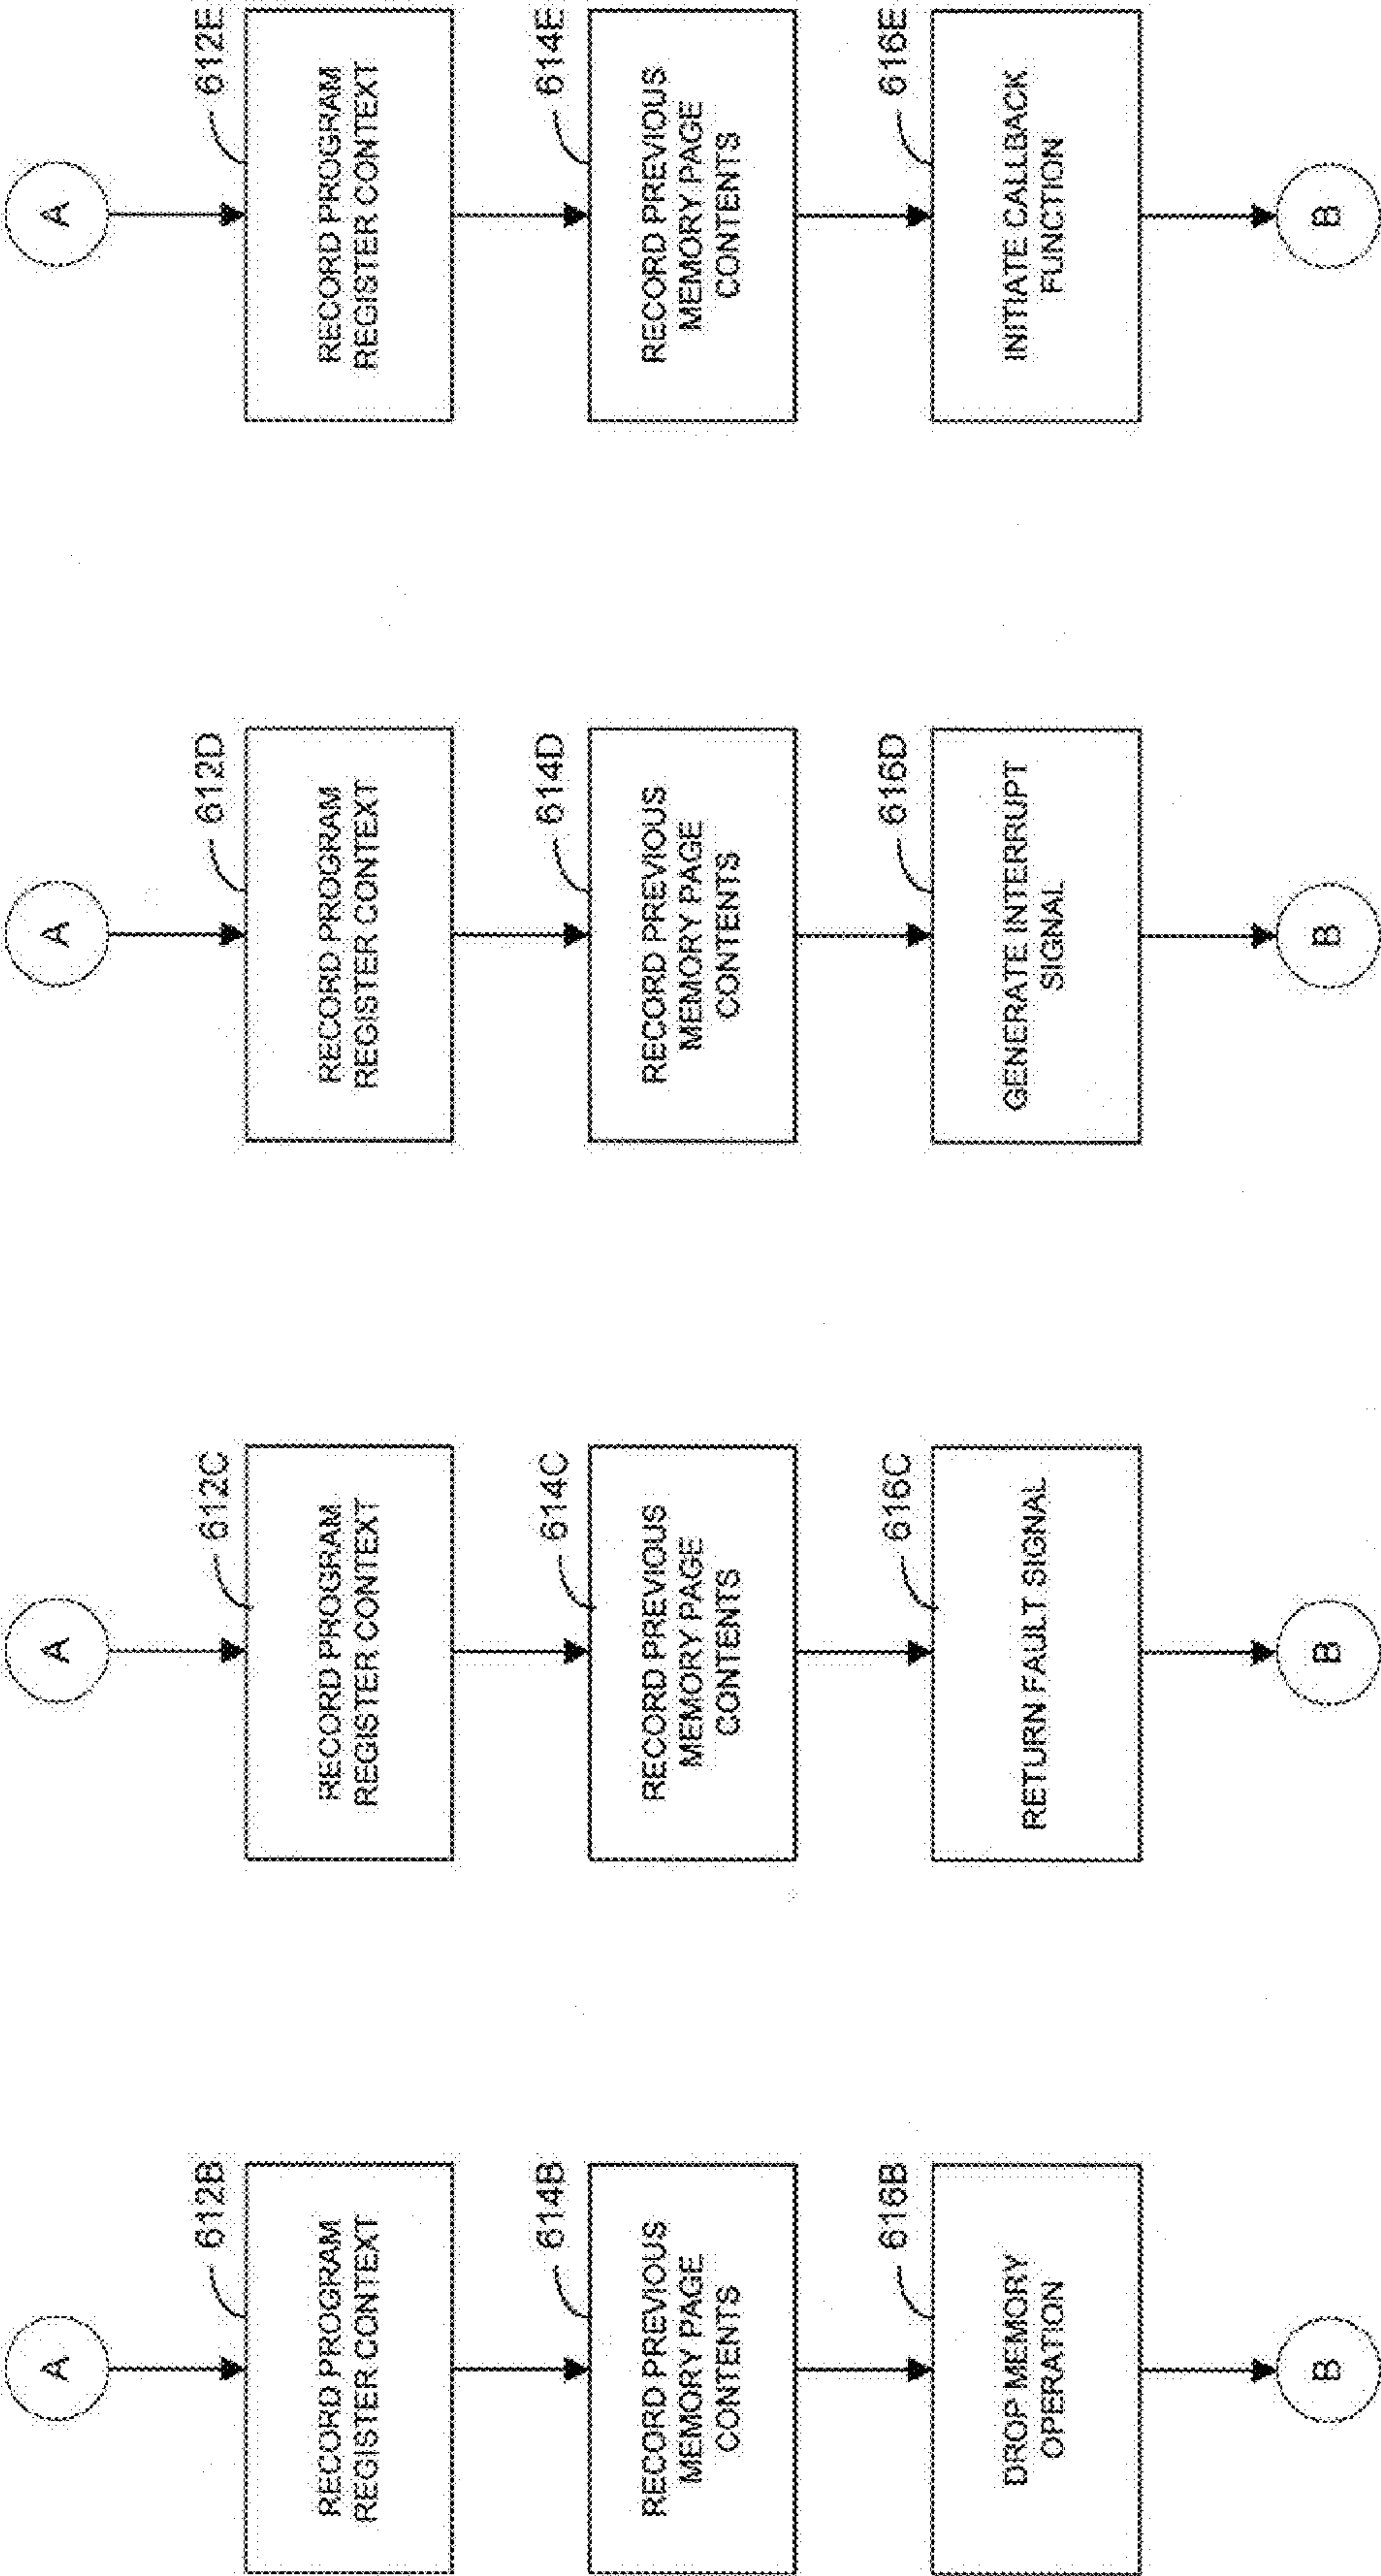 A
612B
RECORD PROGRAM
REGISTER CONTEXT
614B
RECORD PREVIOUS
MEMORY PAGE
CONTENTS
616B
DROP MEMORY
OPERATION
B
A
612C
RECORD PROGRAM
REGISTER CONTEXT
614C
RECORD PREVIOUS
MEMORY PAGE
CONTENTS
616C
RETURN FAULT SIGNAL
B
A
612D
RECORD PROGRAM
REGISTER CONTEXT
614D
RECORD PREVIOUS
MEMORY PAGE
CONTENTS
616D
GENERATE INTERRUPT
SIGNAL
B
A
612E
RECORD PROGRAM
REGISTER CONTEXT
614E
RECORD PREVIOUS
MEMORY PAGE
CONTENTS
616E
INITIATE CALLBACK
FUNCTION
B